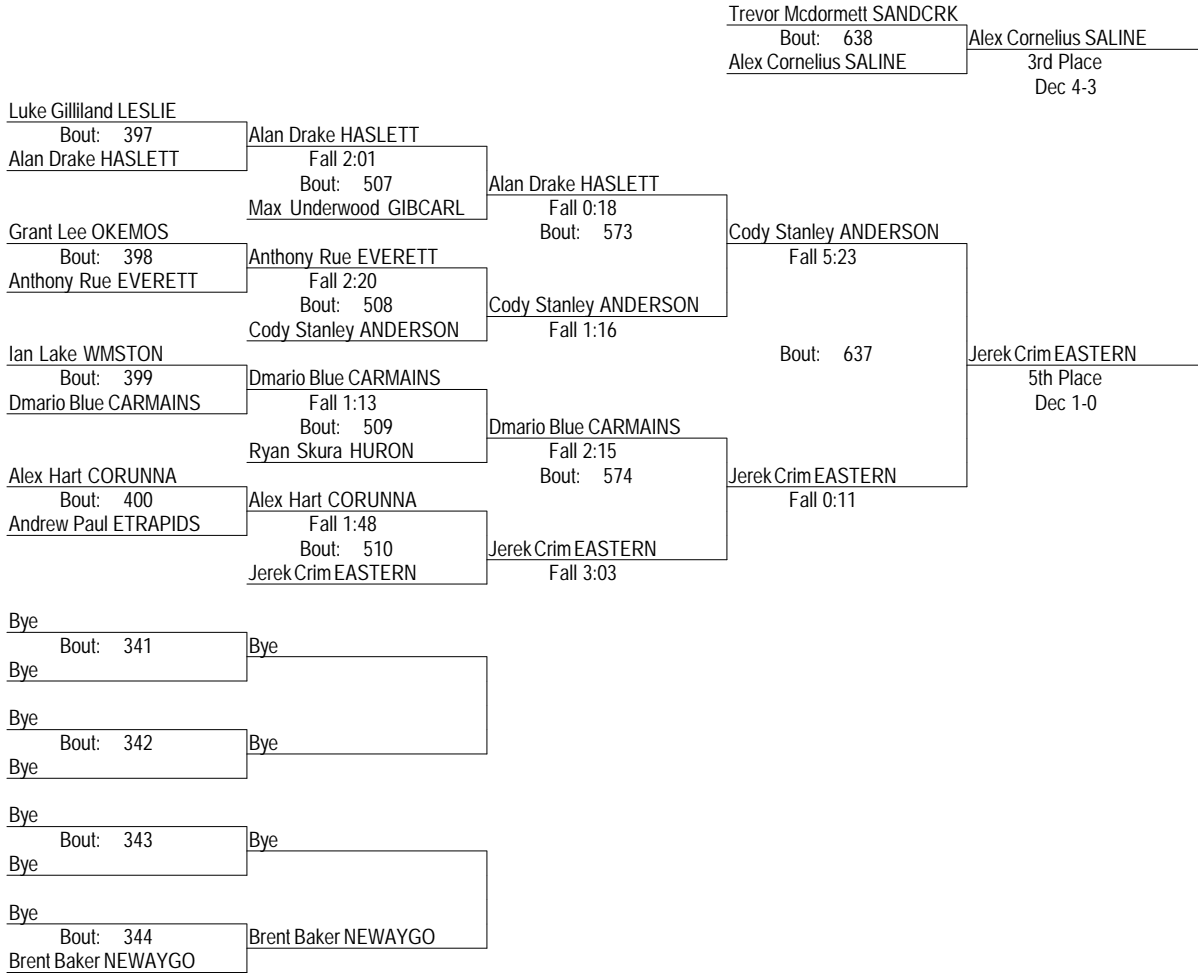 Trevor Mcdormett SANDCRK
Bout: 638
Alex Cornelius SALINE
Alex Cornelius SALINE
3rd Place
Dec 4-3
Luke Gilliland LESLIE
Bout: 397
Alan Drake HASLETT
Alan Drake HASLETT
Fall 2:01
Bout: 507
Max Underwood GIBCARL
Alan Drake HASLETT
Fall 0:18
Bout: 573
Grant Lee OKEMOS
Bout: 398
Anthony Rue EVERETT
Anthony Rue EVERETT
Fall 2:20
Bout: 508
Cody Stanley ANDERSON
Cody Stanley ANDERSON
Fall 1:16
Cody Stanley ANDERSON
Fall 5:23
Bout: 637
Jerek Crim EASTERN
5th Place
Dec 1-0
Ian Lake WMSTON
Bout: 399
Dmario Blue CARMAINS
Dmario Blue CARMAINS
Fall 1:13
Bout: 509
Ryan Skura HURON
Dmario Blue CARMAINS
Fall 2:15
Bout: 574
Alex Hart CORUNNA
Bout: 400
Andrew Paul ETRAPIDS
Alex Hart CORUNNA
Fall 1:48
Bout: 510
Jerek Crim EASTERN
Jerek Crim EASTERN
Fall 3:03
Jerek Crim EASTERN
Fall 0:11
Bye
Bout: 341
Bye
Bye
Bye
Bout: 342
Bye
Bye
Bye
Bout: 343
Bye
Bye
Bye
Bout: 344
Brent Baker NEWAYGO
Brent Baker NEWAYGO